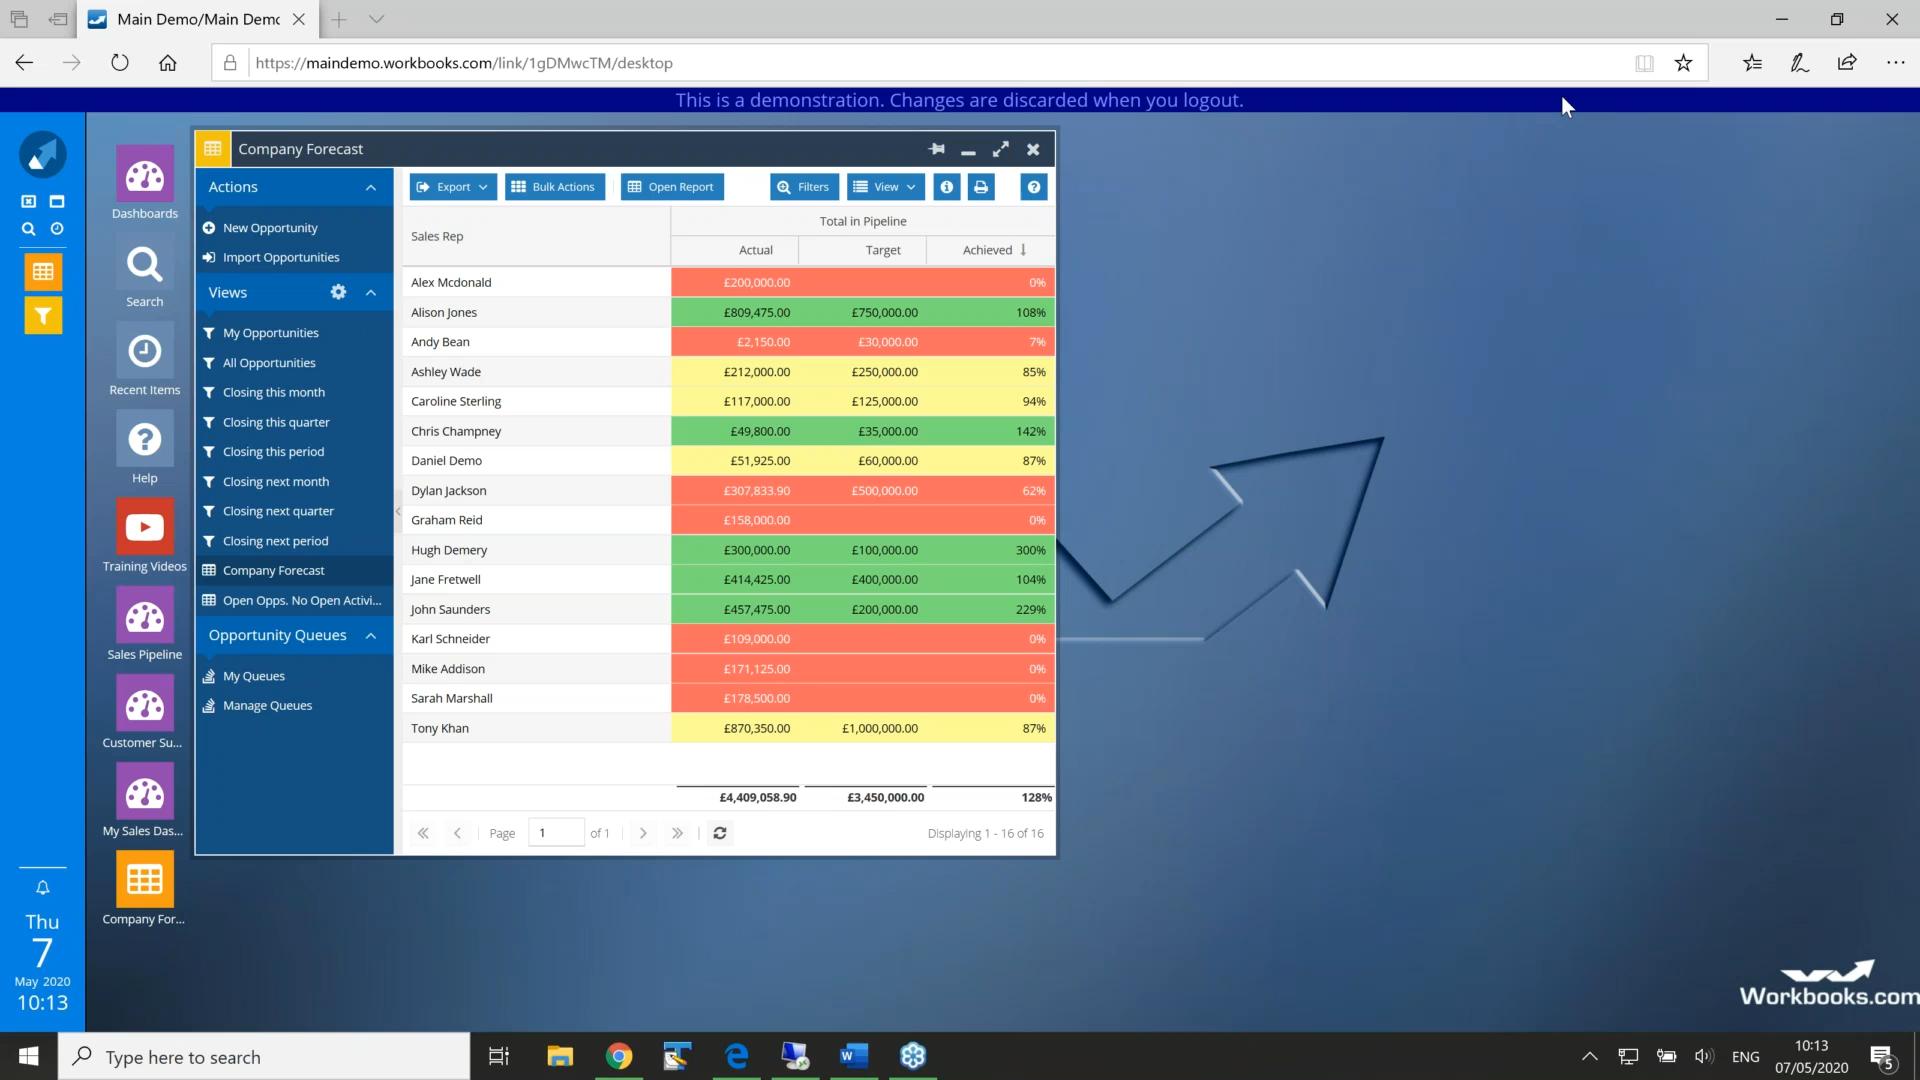 Main Demo/Main Demo
https://maindemo.workbooks.com/link/1gDMwcTM/desktop
This is a demonstration. Changes are discarded when you logout.
Company Forecast
Dashboards
Search
Recent Items
Help
Training Videos
Sales Pipeline
Customer Su...
My Sales Das...
Company For...
Actions
New Opportunity
Import Opportunities
Views
My Opportunities
All Opportunities
Closing this month
Closing this quarter
Closing this period
Closing next month
Closing next quarter
Closing next period
Company Forecast
Open Opps. No Open Activi...
Opportunity Queues
My Queues
Manage Queues
Export Bulk Actions Open Report Filters View
Sales Rep Total in Pipeline
Actual Target Achieved
Alex Mcdonald £200,000.00 0%
Alison Jones £809,475.00 £750,000.00 108%
Andy Bean £2,150.00 £30,000.00 7%
Ashley Wade £212,000.00 £250,000.00 85%
Caroline Sterling £117,000.00 £125,000.00 94%
Chris Champney £49,800.00 £35,000.00 142%
Daniel Demo £51,925.00 £60,000.00 87%
Dylan Jackson £307,833.90 £500,000.00 62%
Graham Reid £158,000.00 0%
Hugh Demery £300,000.00 £100,000.00 300%
Jane Fretwell £414,425.00 £400,000.00 104%
John Saunders £457,475.00 £200,000.00 229%
Karl Schneider £109,000.00 0%
Mike Addison £171,125.00 0%
Sarah Marshall £178,500.00 0%
Tony Khan £870,350.00 £1,000,000.00 87%
£4,409,058.90 £3,450,000.00 128%
Page 1 of 1 Displaying 1 - 16 of 16
Thu
7
May 2020
10:13
Workbooks.com
Type here to search
ENG
10:13
07/05/2020
5